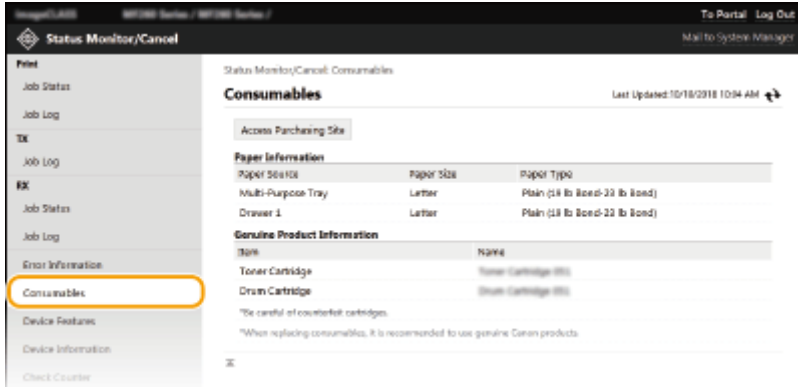 To Portal Log Out
Status Monitor/Cancel
Mail to System Manager
Print
Job Status
Job Log
TX
Job Log
RX
Job Status
Job Log
Error Information
Consumables
Device Features
Device Information
Check Counter
Status Monitor/Cancel: Consumables
Consumables
Last Updated:10/18/2018 10:04 AM
Access Purchasing Site
Paper Information
Paper Source Paper Size Paper Type
Multi-Purpose Tray Letter Plain (19 lb Bond-23 lb Bond)
Drawer 1 Letter Plain (19 lb Bond-23 lb Bond)
Genuine Product Information
Item Name
Toner Cartridge
Drum Cartridge
*Be careful of counterfeit cartridges.
*When replacing consumables, it is recommended to use genuine Canon products.